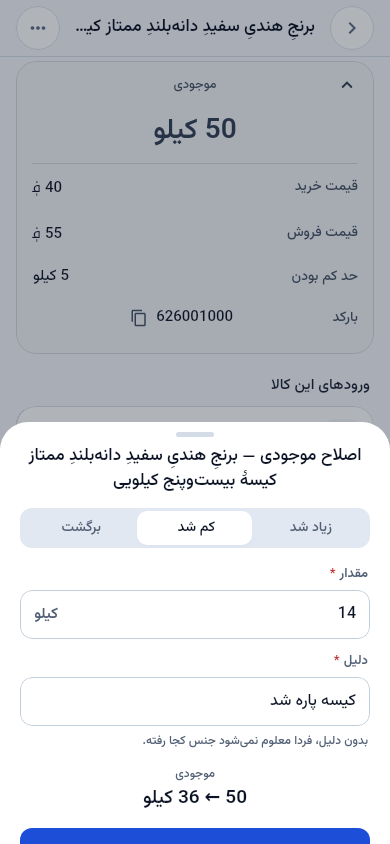 برنجِ هندیِ سفیدِ دانه‌بلندِ ممتاز کیـ...
موجودی
50 کیلو
قیمت خرید
40 ؋
قیمت فروش
55 ؋
حد کم بودن
5 کیلو
بارکد
626001000
ورودهای این کالا
اصلاح موجودی — برنجِ هندیِ سفیدِ دانه‌بلندِ ممتاز
کیسهٔ بیست‌وپنج کیلویی
زیاد شد
کم شد
برگشت
مقدار *
14
کیلو
دلیل *
کیسه پاره شد
بدون دلیل، فردا معلوم نمی‌شود جنس کجا رفته.
موجودی
50 ← 36 کیلو